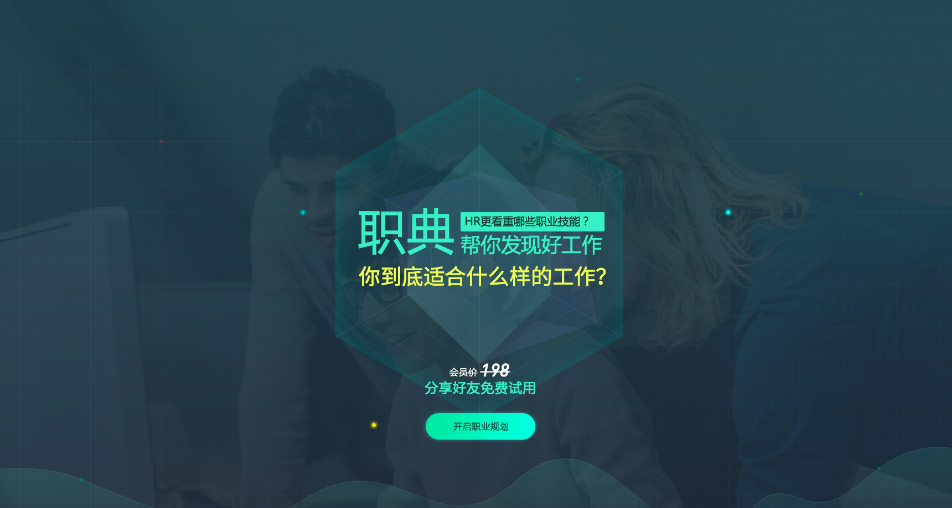 职典
HR更看重哪些职业技能？
帮你发现好工作
你到底适合什么样的工作？
会员价 198
分享好友免费试用
开启职业规划